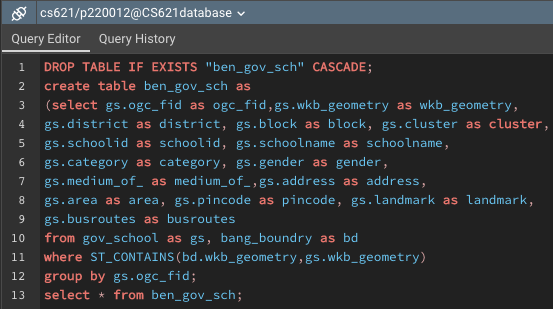 cs621/p220012@CS621database
Query Editor Query History
1 DROP TABLE IF EXISTS "ben_gov_sch" CASCADE;
2 create table ben_gov_sch as
3 (select gs.ogc_fid as ogc_fid,gs.wkb_geometry as wkb_geometry,
4 gs.district as district, gs.block as block, gs.cluster as cluster,
5 gs.schoolid as schoolid, gs.schoolname as schoolname,
6 gs.category as category, gs.gender as gender,
7 gs.medium_of_ as medium_of_,gs.address as address,
8 gs.area as area, gs.pincode as pincode, gs.landmark as landmark,
9 gs.busroutes as busroutes
10 from gov_school as gs, bang_boundry as bd
11 where ST_CONTAINS(bd.wkb_geometry,gs.wkb_geometry)
12 group by gs.ogc_fid;
13 select * from ben_gov_sch;